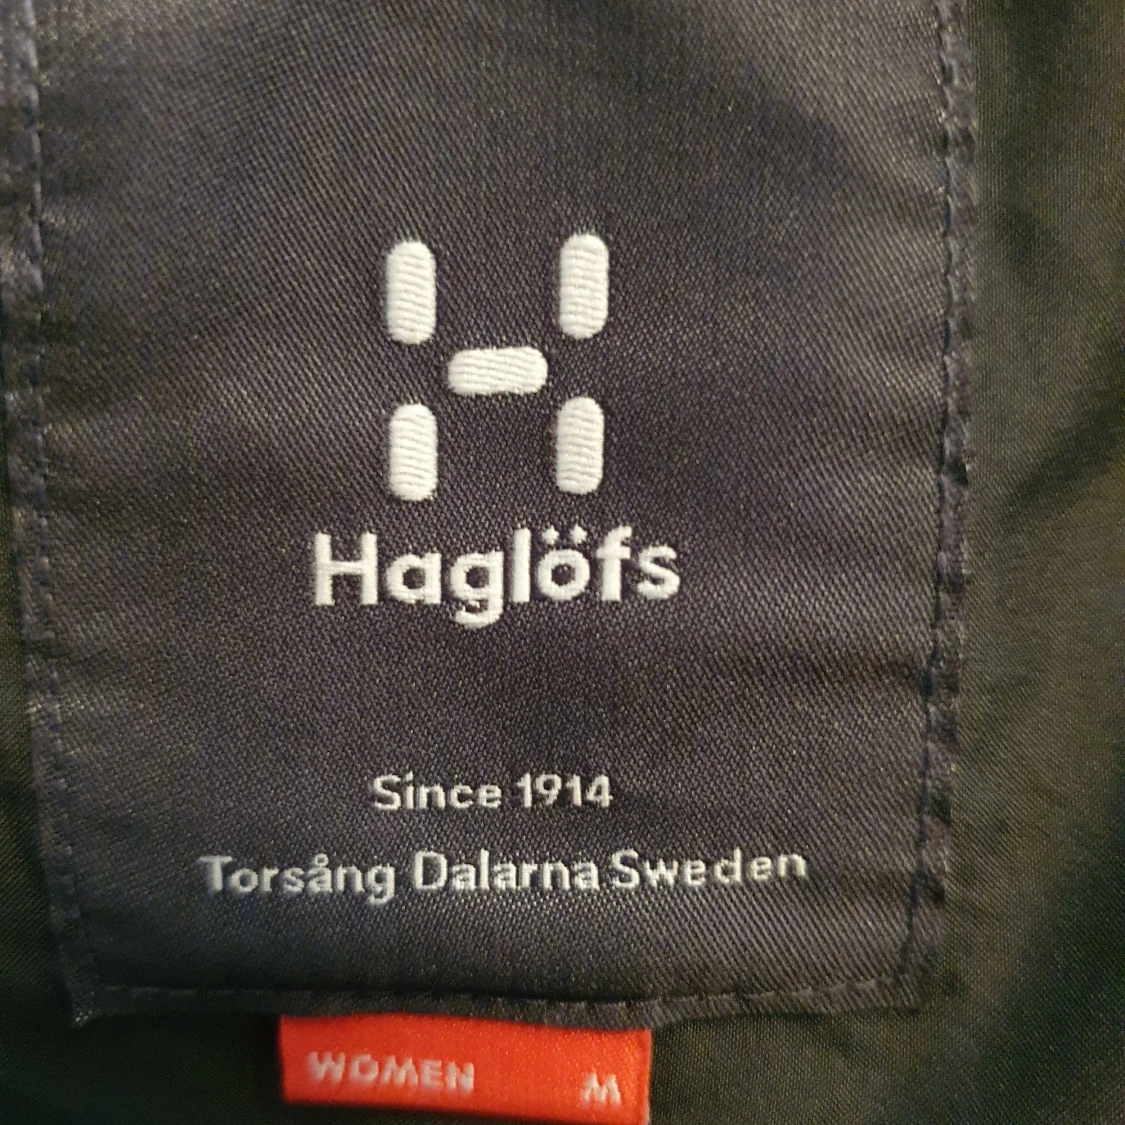 Haglöfs
Since 1914
Torsång Dalarna Sweden
WOMEN M